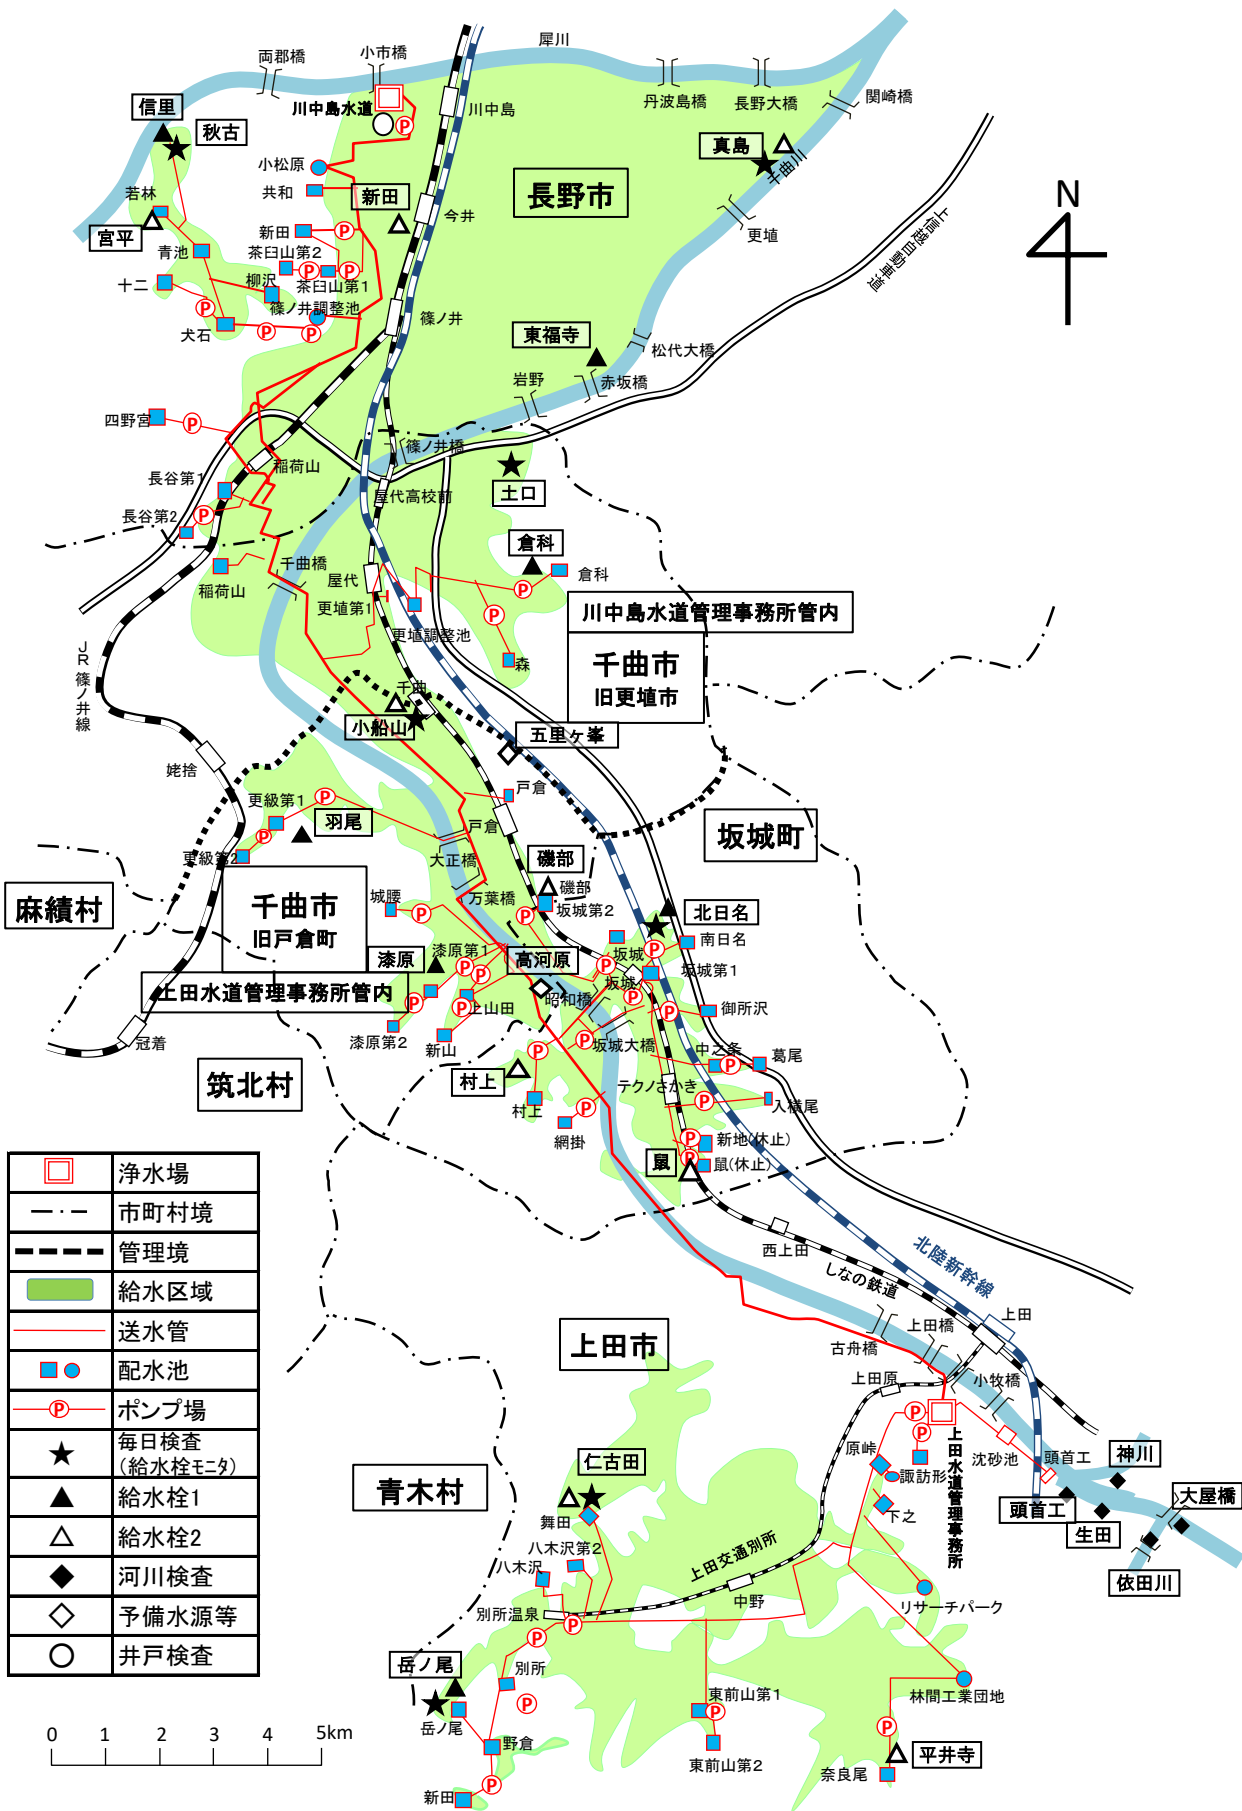 犀川
両郡橋
小市橋
川中島水道
P
川中島
丹波島橋
長野大橋
関崎橋
信里
秋古
真島
千曲川
小松原
共和
新田
長野市
N
若林
宮平
新田
P
今井
更埴
上信越自動車道
青池
茶臼山第2
P
茶臼山第1
P
十二
柳沢
篠ノ井調整池
P
犬石
P
P
篠ノ井
東福寺
松代大橋
岩野
赤坂橋
四野宮
P
篠ノ井橋
稲荷山
長谷第1
屋代高校前
土口
長谷第2
P
倉科
千曲橋
稲荷山
屋代
倉科
P
更埴第1
更埴調整池
P
川中島水道管理事務所管内
森
千曲市
旧更埴市
JR篠ノ井線
千曲
小船山
五里ヶ峯
姨捨
戸倉
更級第1
P
羽尾
P
更級第2
戸倉
大正橋
坂城町
麻績村
千曲市
旧戸倉町
城腰
P
万葉橋
磯部
磯部
P
坂城第2
北日名
南日名
漆原
漆原第1
P
P
高河原
坂城
P
P
坂城第1
坂城
P
上田水道管理事務所管内
P
P
上山田
昭和橋
P
御所沢
漆原第2
新山
冠着
P
坂城大橋
P
中之条
P
葛尾
筑北村
村上
村上
テクノさかき
P
入横尾
P
網掛
P
新地(休止)
P
鼠
鼠(休止)
浄水場
市町村境
管理境
給水区域
送水管
配水池
P
ポンプ場
毎日検査
(給水栓モニタ)
給水栓1
給水栓2
河川検査
予備水源等
井戸検査
西上田
しなの鉄道
北陸新幹線
上田
上田市
古舟橋
上田橋
小牧橋
上田原
P
P
原峠
諏訪形
上田水道管理事務所
沈砂池
頭首工
神川
大屋橋
頭首工
生田
依田川
下之
仁古田
青木村
舞田
八木沢第2
八木沢
上田交通別所
中野
別所温泉
P
P
リサーチパーク
岳ノ尾
別所
P
岳ノ尾
野倉
P
新田
東前山第1
P
東前山第2
林間工業団地
P
平井寺
奈良尾
0 1 2 3 4 5km